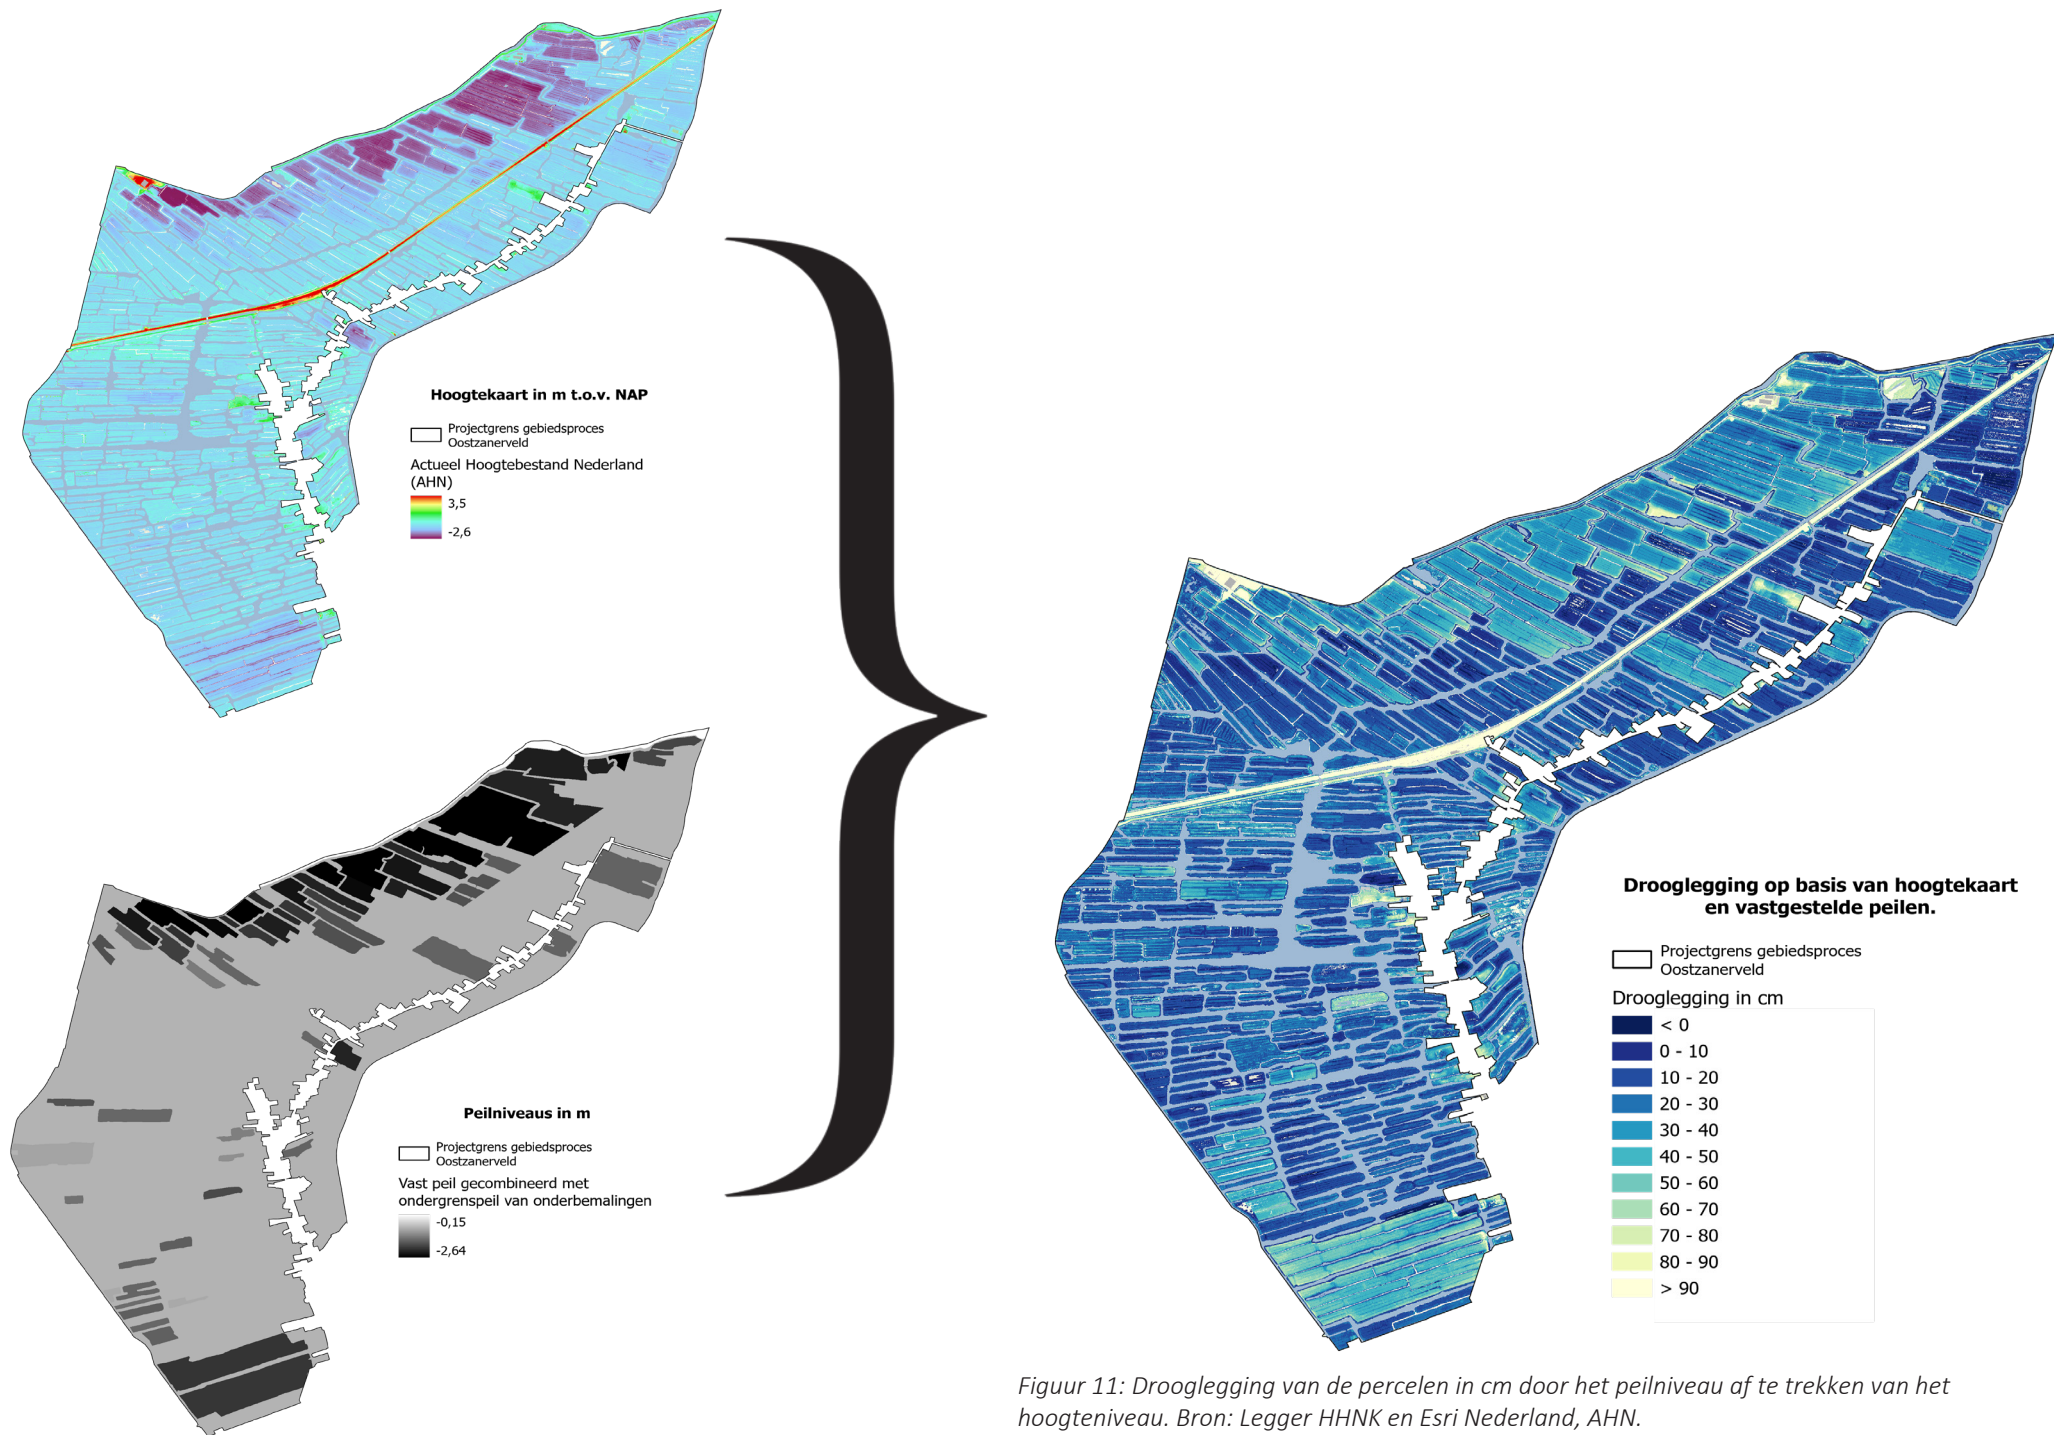 Hoogtekaart in m t.o.v. NAP
Projectgrens gebiedsproces
Oostzanerveld
Actueel Hoogtebestand Nederland
(AHN)
3,5
-2,6
Peilniveaus in m
Projectgrens gebiedsproces
Oostzanerveld
Vast peil gecombineerd met
ondergrenspeil van onderbemalingen
-0,15
-2,64
Drooglegging op basis van hoogtekaart
en vastgestelde peilen.
Projectgrens gebiedsproces
Oostzanerveld
Drooglegging in cm
< 0
0 - 10
10 - 20
20 - 30
30 - 40
40 - 50
50 - 60
60 - 70
70 - 80
80 - 90
> 90
Figuur 11: Drooglegging van de percelen in cm door het peilniveau af te trekken van het
hoogteniveau. Bron: Legger HHNK en Esri Nederland, AHN.